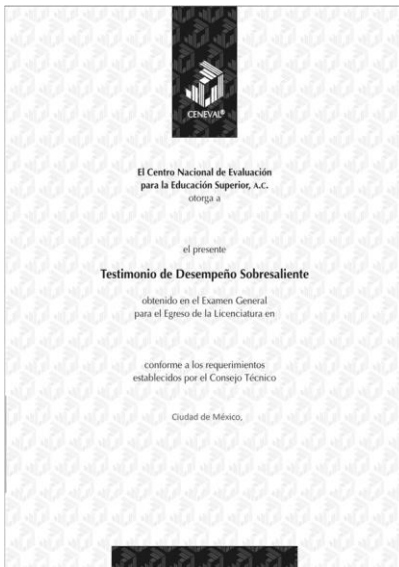 CENEVAL®
El Centro Nacional de Evaluación
para la Educación Superior, A.C.
otorga a
el presente
Testimonio de Desempeño Sobresaliente
obtenido en el Examen General
para el Egreso de la Licenciatura en
conforme a los requerimientos
establecidos por el Consejo Técnico
Ciudad de México,